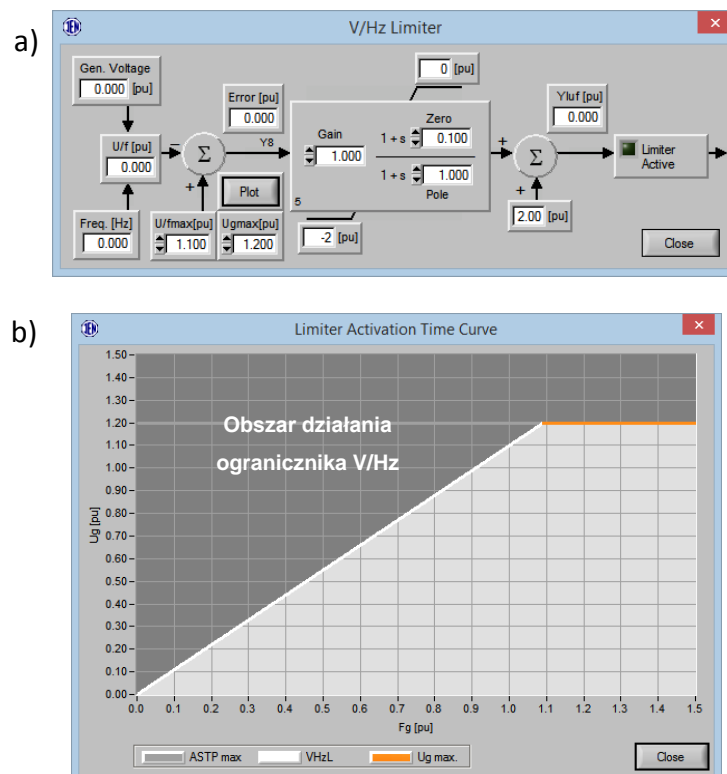 a)
IEN
V/Hz Limiter
Gen. Voltage
0.000 [pu]
U/f [pu]
0.000
Freq. [Hz]
0.000
Σ
U/fmax[pu]
1.100
Error [pu]
0.000
Y8
Plot
Ugmax[pu]
1.200
0 [pu]
Gain
1.000
Zero
1 + s 0.100
1 + s 1.000
Pole
5
-2 [pu]
Σ
2.00 [pu]
Yluf [pu]
0.000
Limiter
Active
Close
b)
IEN
Limiter Activation Time Curve
Obszar działania
ogranicznika V/Hz
Ug [pu]
1.50
1.40
1.30
1.20
1.10
1.00
0.90
0.80
0.70
0.60
0.50
0.40
0.30
0.20
0.10
0.00
0.0 0.1 0.2 0.3 0.4 0.5 0.6 0.7 0.8 0.9 1.0 1.1 1.2 1.3 1.4 1.5
Fg [pu]
ASTP max VHzL Ug max.
Close